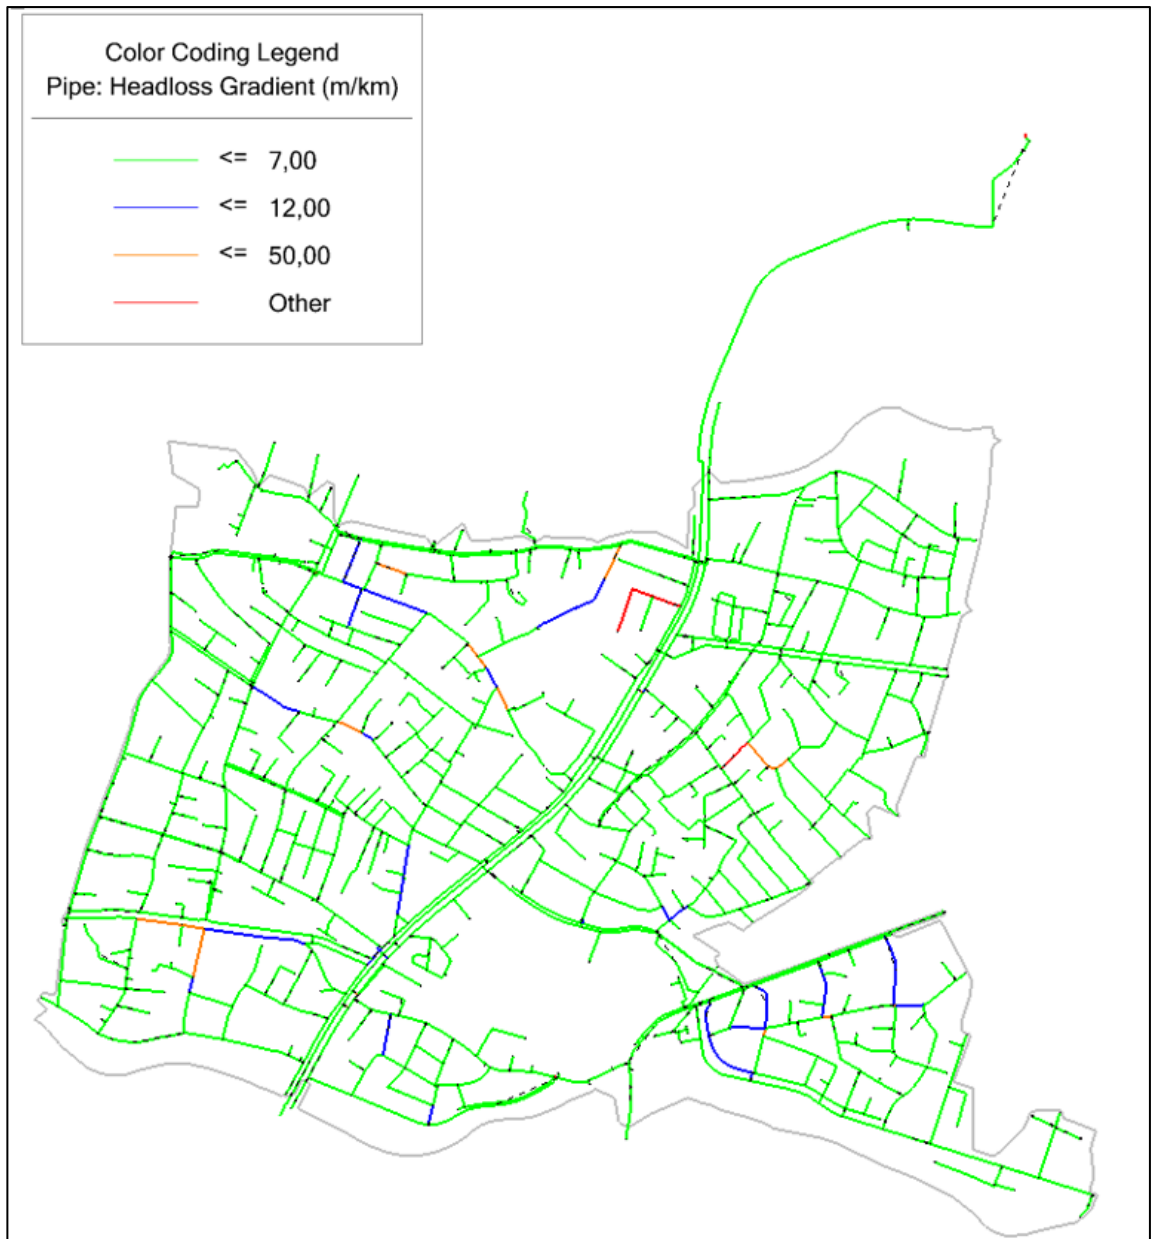 Color Coding Legend
Pipe: Headloss Gradient (m/km)
<= 7,00
<= 12,00
<= 50,00
Other